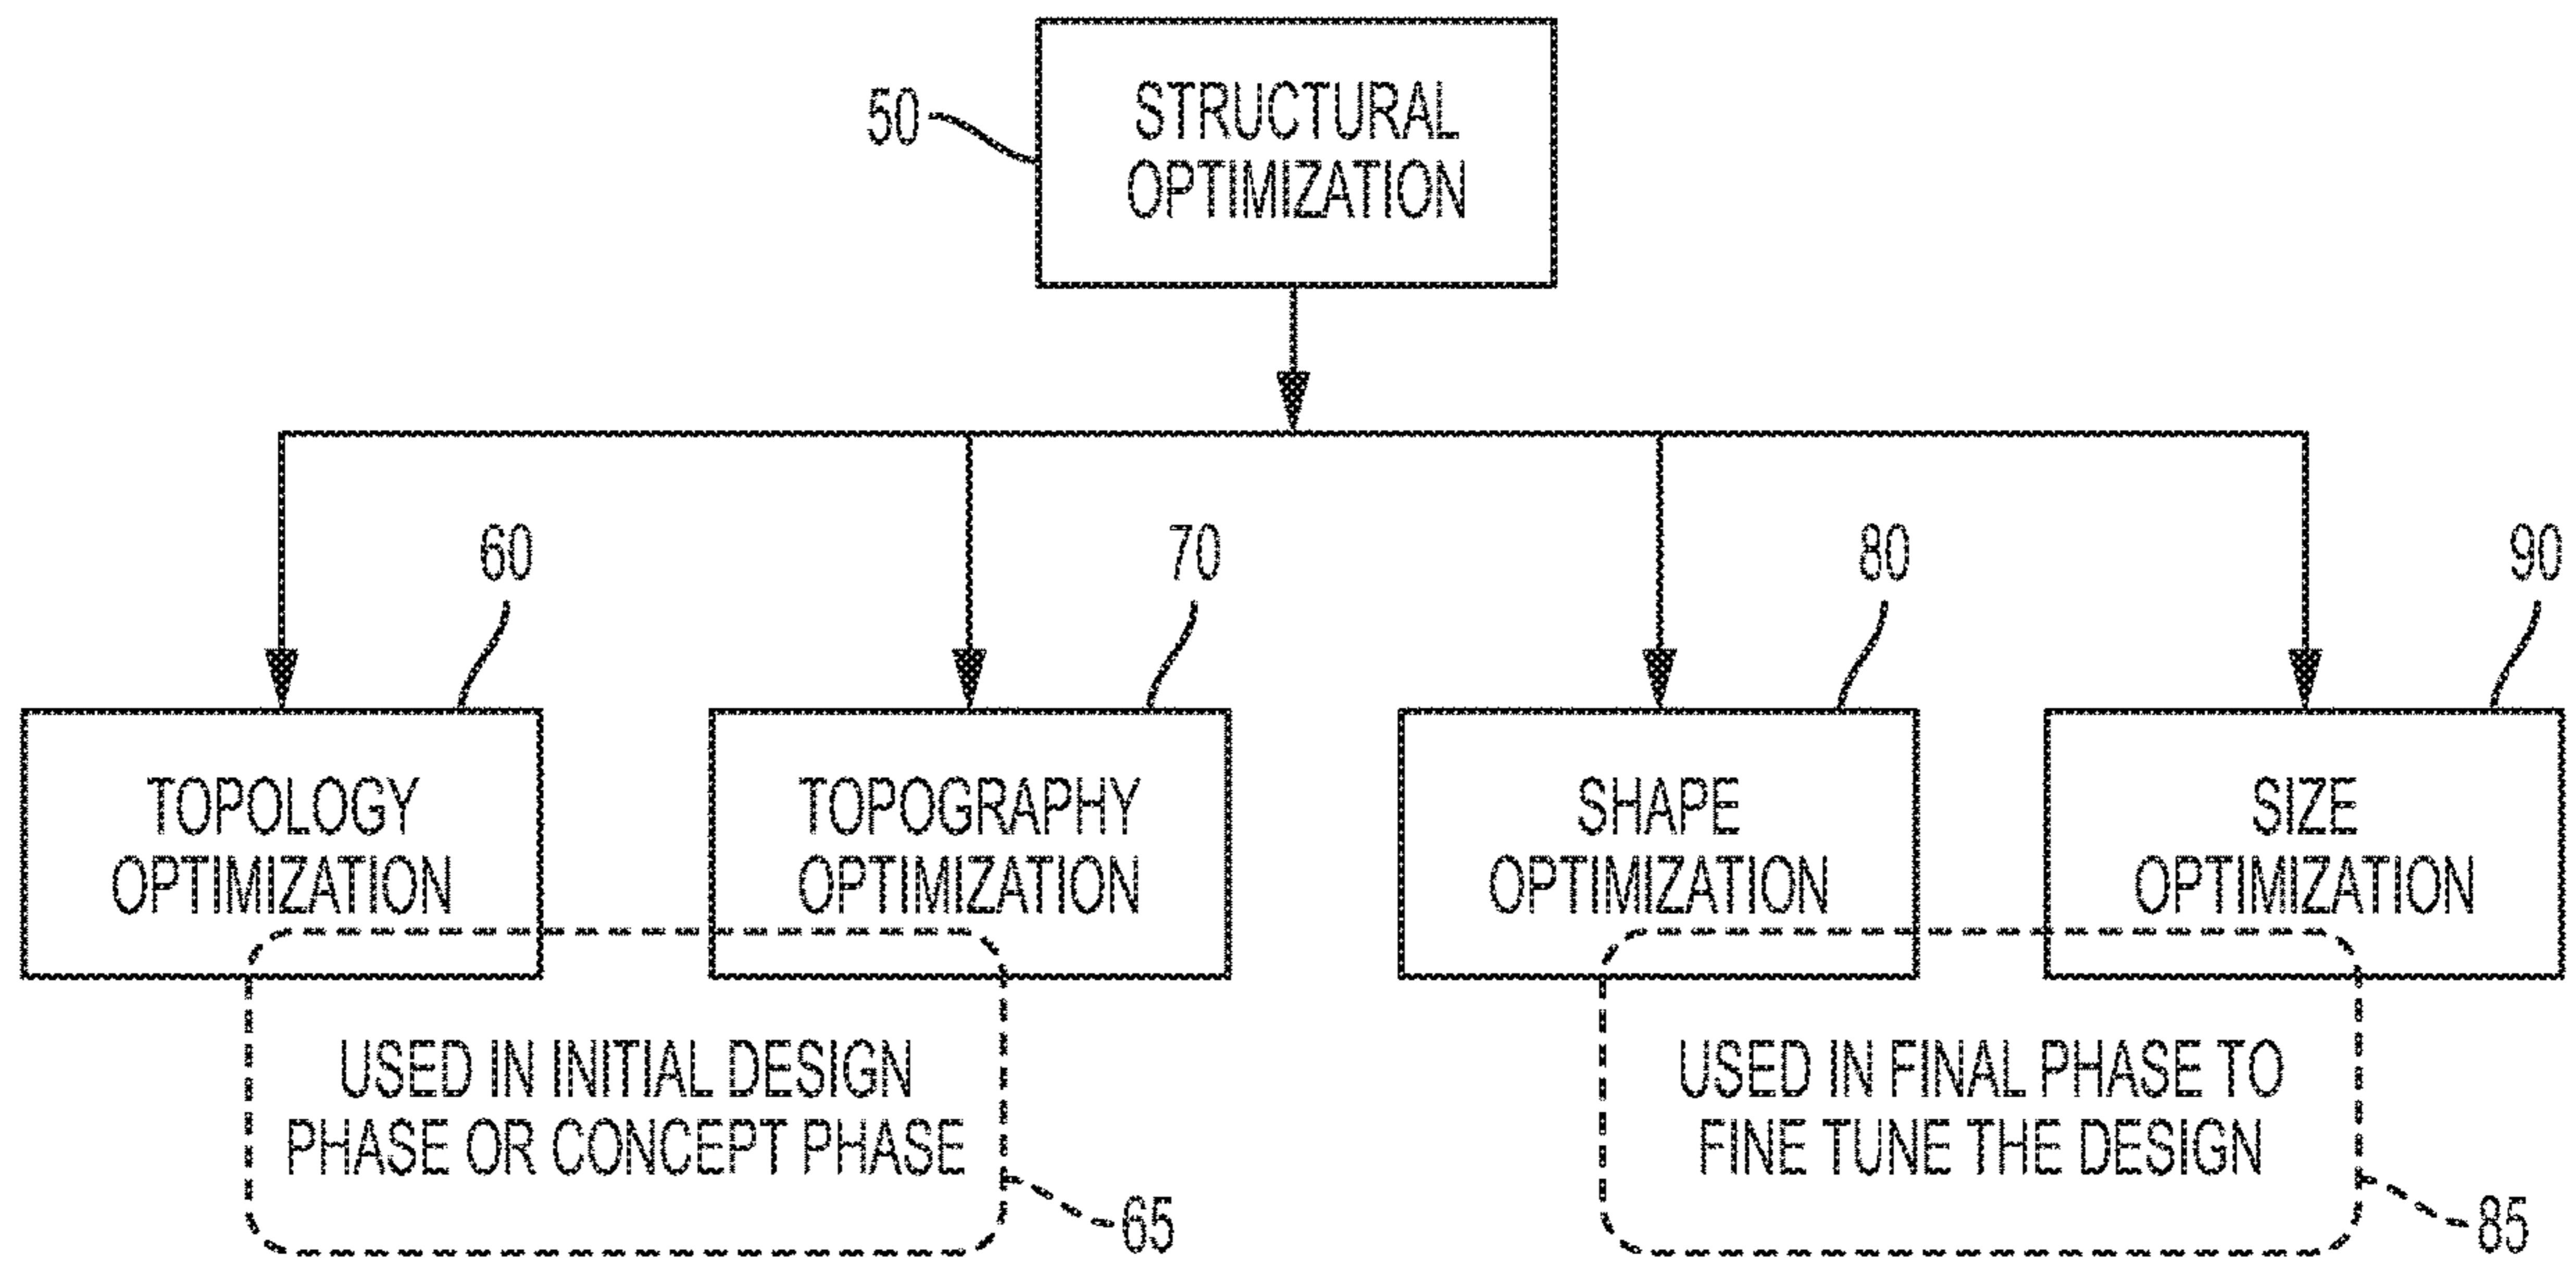 50
STRUCTURAL
OPTIMIZATION
60
70
80
90
TOPOLOGY
OPTIMIZATION
TOPOGRAPHY
OPTIMIZATION
SHAPE
OPTIMIZATION
SIZE
OPTIMIZATION
USED IN INITIAL DESIGN
PHASE OR CONCEPT PHASE
65
USED IN FINAL PHASE TO
FINE TUNE THE DESIGN
85